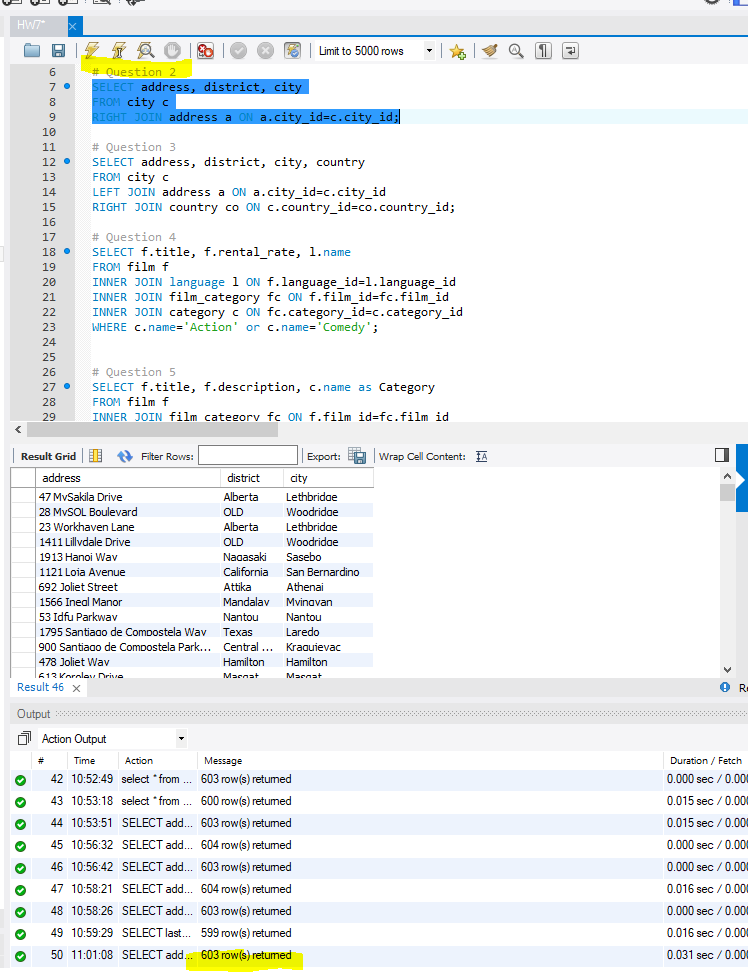 HW7*
Limit to 5000 rows
6 # Question 2
7 SELECT address, district, city
8 FROM city c
9 RIGHT JOIN address a ON a.city_id=c.city_id;
10
11 # Question 3
12 SELECT address, district, city, country
13 FROM city c
14 LEFT JOIN address a ON a.city_id=c.city_id
15 RIGHT JOIN country co ON c.country_id=co.country_id;
16
17 # Question 4
18 SELECT f.title, f.rental_rate, l.name
19 FROM film f
20 INNER JOIN language l ON f.language_id=l.language_id
21 INNER JOIN film_category fc ON f.film_id=fc.film_id
22 INNER JOIN category c ON fc.category_id=c.category_id
23 WHERE c.name='Action' or c.name='Comedy';
24
25
26 # Question 5
27 SELECT f.title, f.description, c.name as Category
28 FROM film f
29 INNER JOIN film_category fc ON f.film_id=fc.film_id
Result Grid Filter Rows: Export: Wrap Cell Content:
address district city
47 MySakila Drive Alberta Lethbridge
28 MySQL Boulevard QLD Woodridge
23 Workhaven Lane Alberta Lethbridge
1411 Lillydale Drive QLD Woodridge
1913 Hanoi Way Nagasaki Sasebo
1121 Loja Avenue California San Bernardino
692 Joliet Street Attika Athenai
1566 Inegl Manor Mandalay Myingyan
53 Idfu Parkway Nantou Nantou
1795 Santiago de Compostela Way Texas Laredo
900 Santiago de Compostela Park... Central ... Kragujevac
478 Joliet Way Hamilton Hamilton
613 Korolev Drive Masqat Masqat
Result 46
Output
Action Output
# Time Action Message Duration / Fetch
42 10:52:49 select * from ... 603 row(s) returned 0.000 sec / 0.000
43 10:53:18 select * from ... 600 row(s) returned 0.015 sec / 0.000
44 10:53:51 SELECT add... 603 row(s) returned 0.015 sec / 0.000
45 10:56:32 SELECT add... 604 row(s) returned 0.000 sec / 0.000
46 10:56:42 SELECT add... 603 row(s) returned 0.000 sec / 0.000
47 10:58:21 SELECT add... 604 row(s) returned 0.016 sec / 0.000
48 10:58:26 SELECT add... 603 row(s) returned 0.000 sec / 0.000
49 10:59:29 SELECT last... 599 row(s) returned 0.016 sec / 0.000
50 11:01:08 SELECT add... 603 row(s) returned 0.031 sec / 0.000